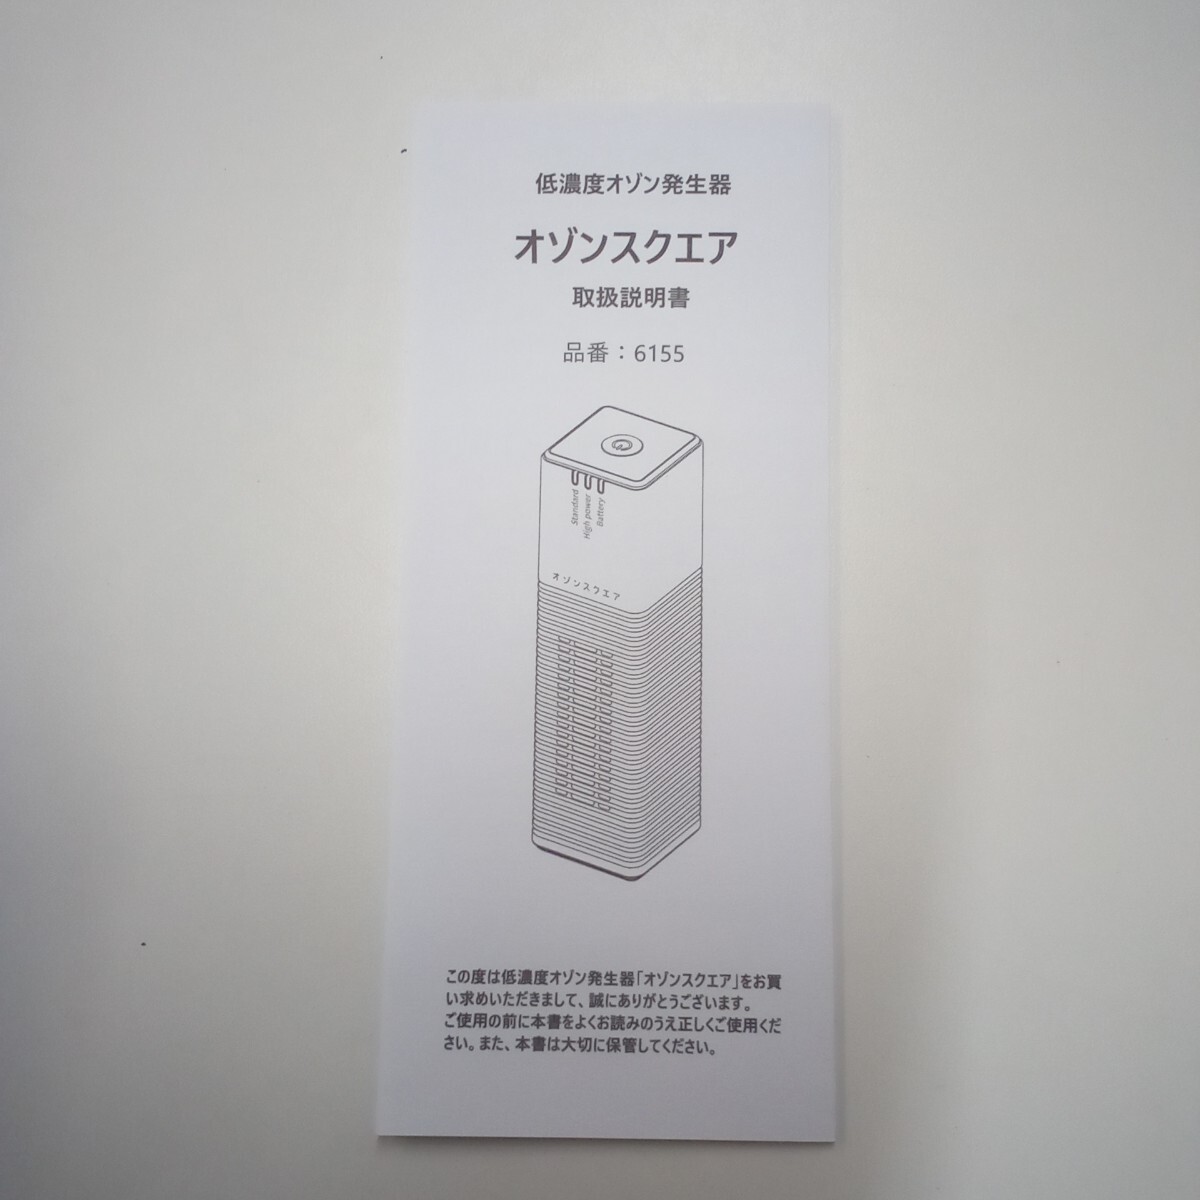 低濃度オゾン発生器
オゾンスクエア
取扱説明書
品番：6155
Standard
High power
Battery
オゾンスクエア
この度は低濃度オゾン発生器「オゾンスクエア」をお買
い求めいただきまして、誠にありがとうございます。
ご使用の前に本書をよくお読みのうえ正しくご使用くだ
さい。また、本書は大切に保管してください。